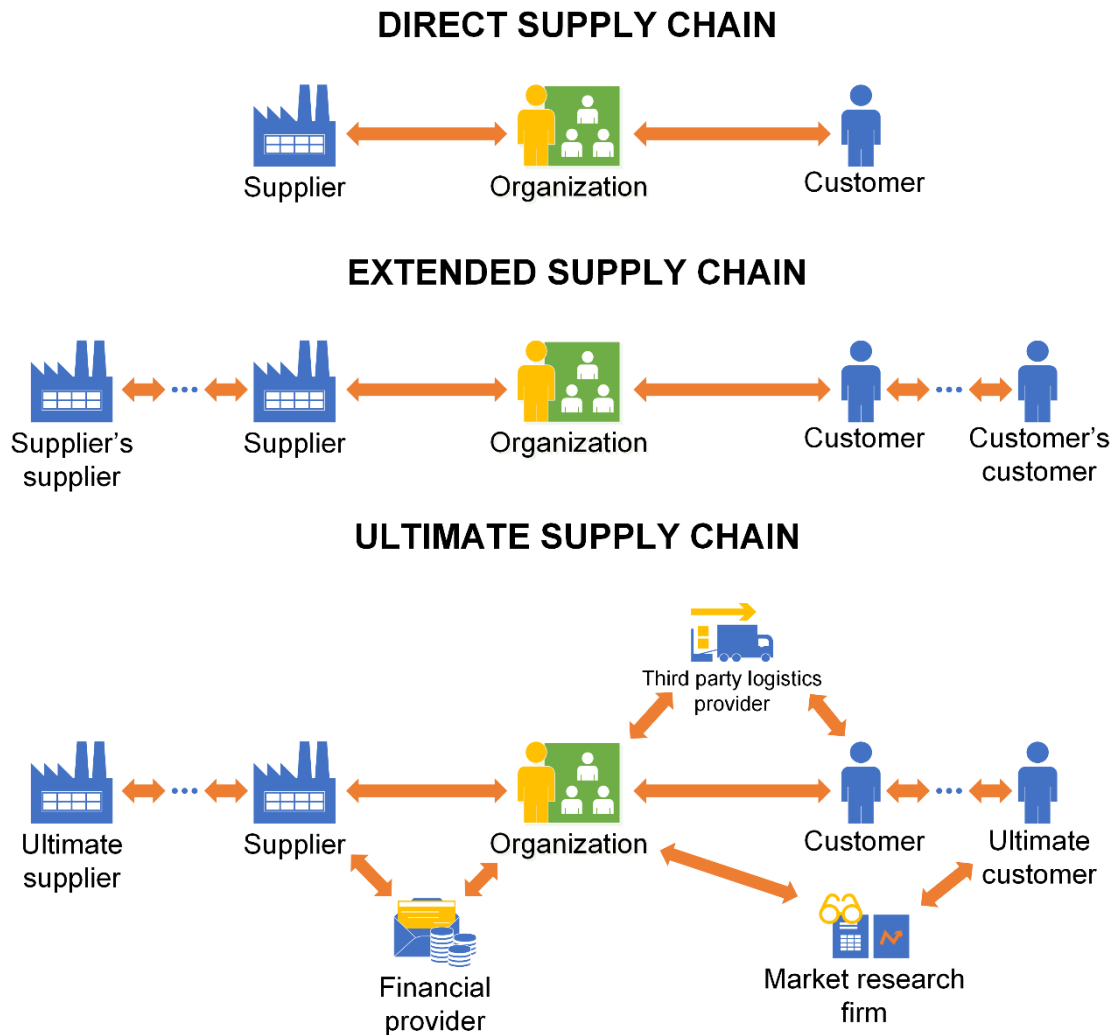 DIRECT SUPPLY CHAIN
Supplier
Organization
Customer
EXTENDED SUPPLY CHAIN
Supplier’s
supplier
Supplier
Organization
Customer
Customer’s
customer
ULTIMATE SUPPLY CHAIN
Third party logistics
provider
Ultimate
supplier
Supplier
Organization
Customer
Ultimate
customer
Financial
provider
Market research
firm